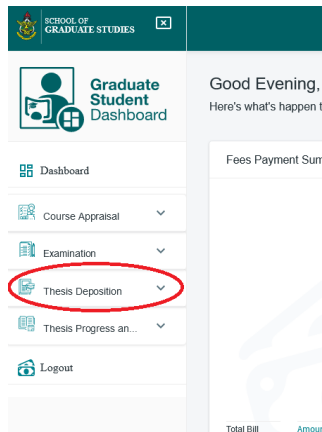 SCHOOL OF
GRADUATE STUDIES
Graduate
Student
Dashboard
Dashboard
Course Appraisal
Examination
Thesis Deposition
Thesis Progress an...
Logout
Good Evening,
Here's what's happen
Fees Payment Sum
Total Bill
Amoun